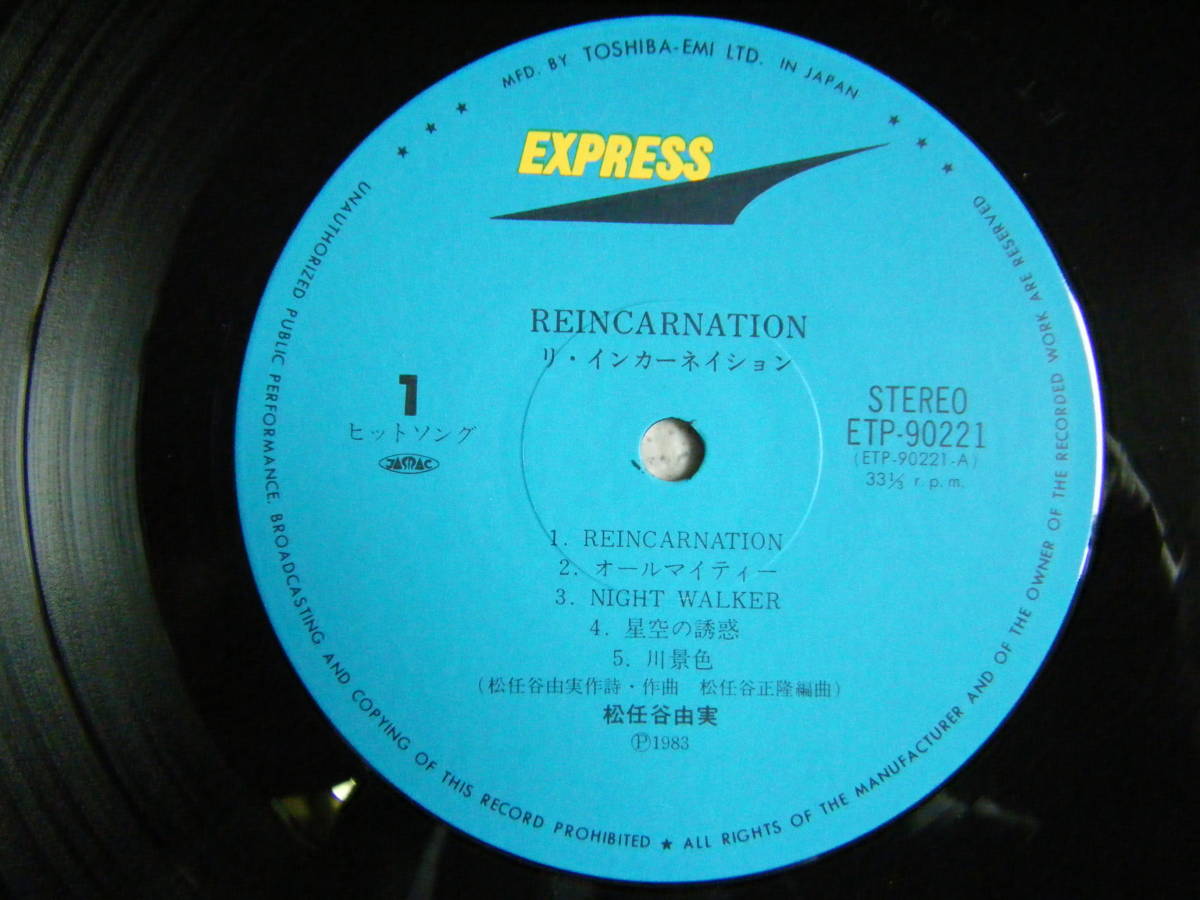 MFD. BY TOSHIBA-EMI LTD. IN JAPAN
★ ★ ★
★ ★ ★
EXPRESS
REINCARNATION
リ・インカーネイション
1
ヒットソング
JASRAC
STEREO
ETP-90221
(ETP-90221-A)
33⅓ r.p.m.
1. REINCARNATION
2. オールマイティー
3. NIGHT WALKER
4. 星空の誘惑
5. 川景色
(松任谷由実作詩・作曲 松任谷正隆編曲)
松任谷由実
Ⓟ1983
UNAUTHORIZED PUBLIC PERFORMANCE, BROADCASTING AND COPYING OF THIS RECORD PROHIBITED ★ ALL RIGHTS OF THE MANUFACTURER AND OF THE OWNER OF THE RECORDED WORK ARE RESERVED